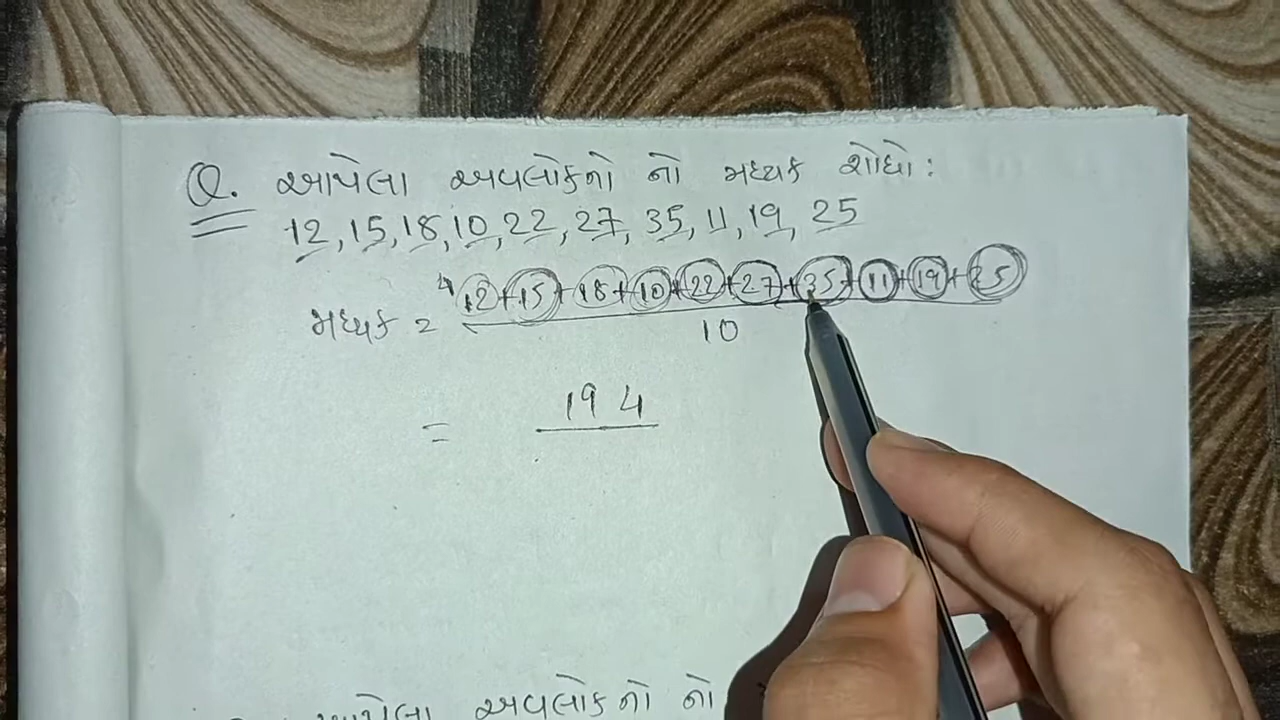 Q. આપેલા અવલોકનો નો મધ્યક શોધો :
12, 15, 18, 10, 22, 27, 35, 11, 19, 25
4
મધ્યક = 12+15+18+10+22+27+35+11+19+25
10
= 194
આપેલા અવલોકનો નો